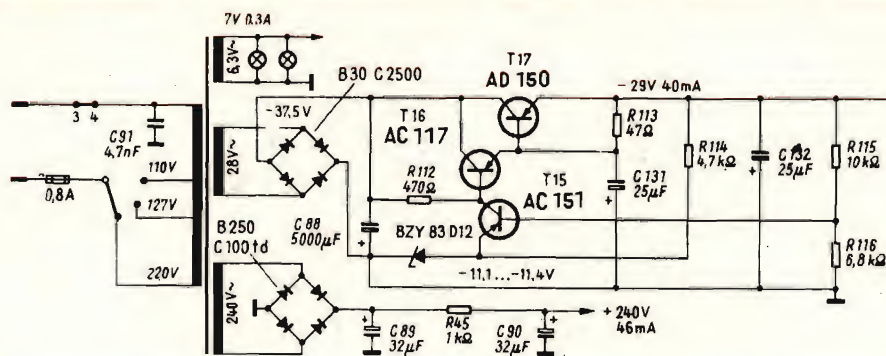 7V 0.3A
6,3V~
B30 C2500
T17
AD 150
-37,5V
-29V 40mA
T16
AC 117
R113
47Ω
R114
4,7kΩ
C132
25µF
R115
10kΩ
3 4
C91
4,7nF
28V~
R112
470Ω
T15
AC 151
C131
25µF
110V
0,8A
127V
C88
5000µF
BZY 83 D12
R116
6,8kΩ
B250
C100td
-11,1...-11,4V
220V
240V~
+240V
46mA
C89
32µF
R45
1kΩ
C90
32µF